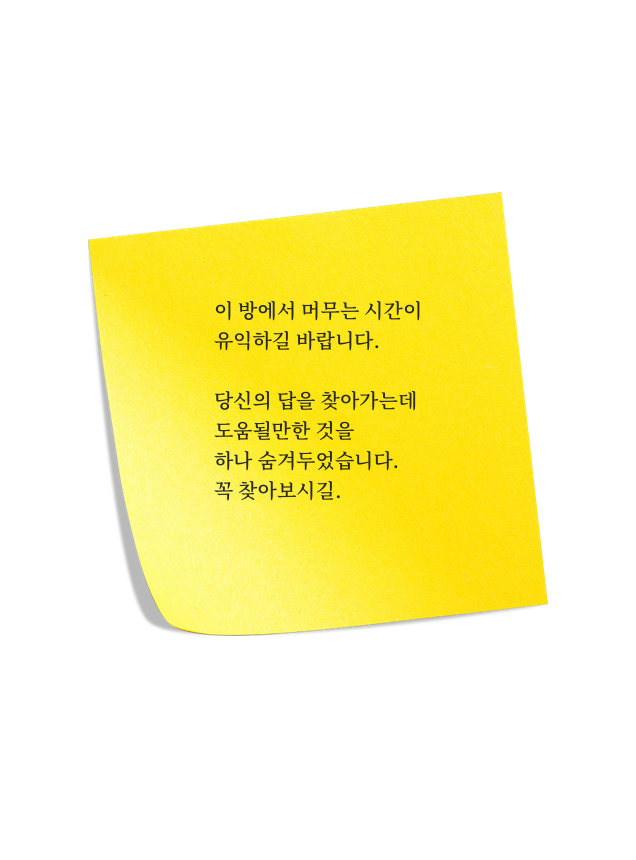 이 방에서 머무는 시간이
유익하길 바랍니다.
당신의 답을 찾아가는데
도움될만한 것을
하나 숨겨두었습니다.
꼭 찾아보시길.